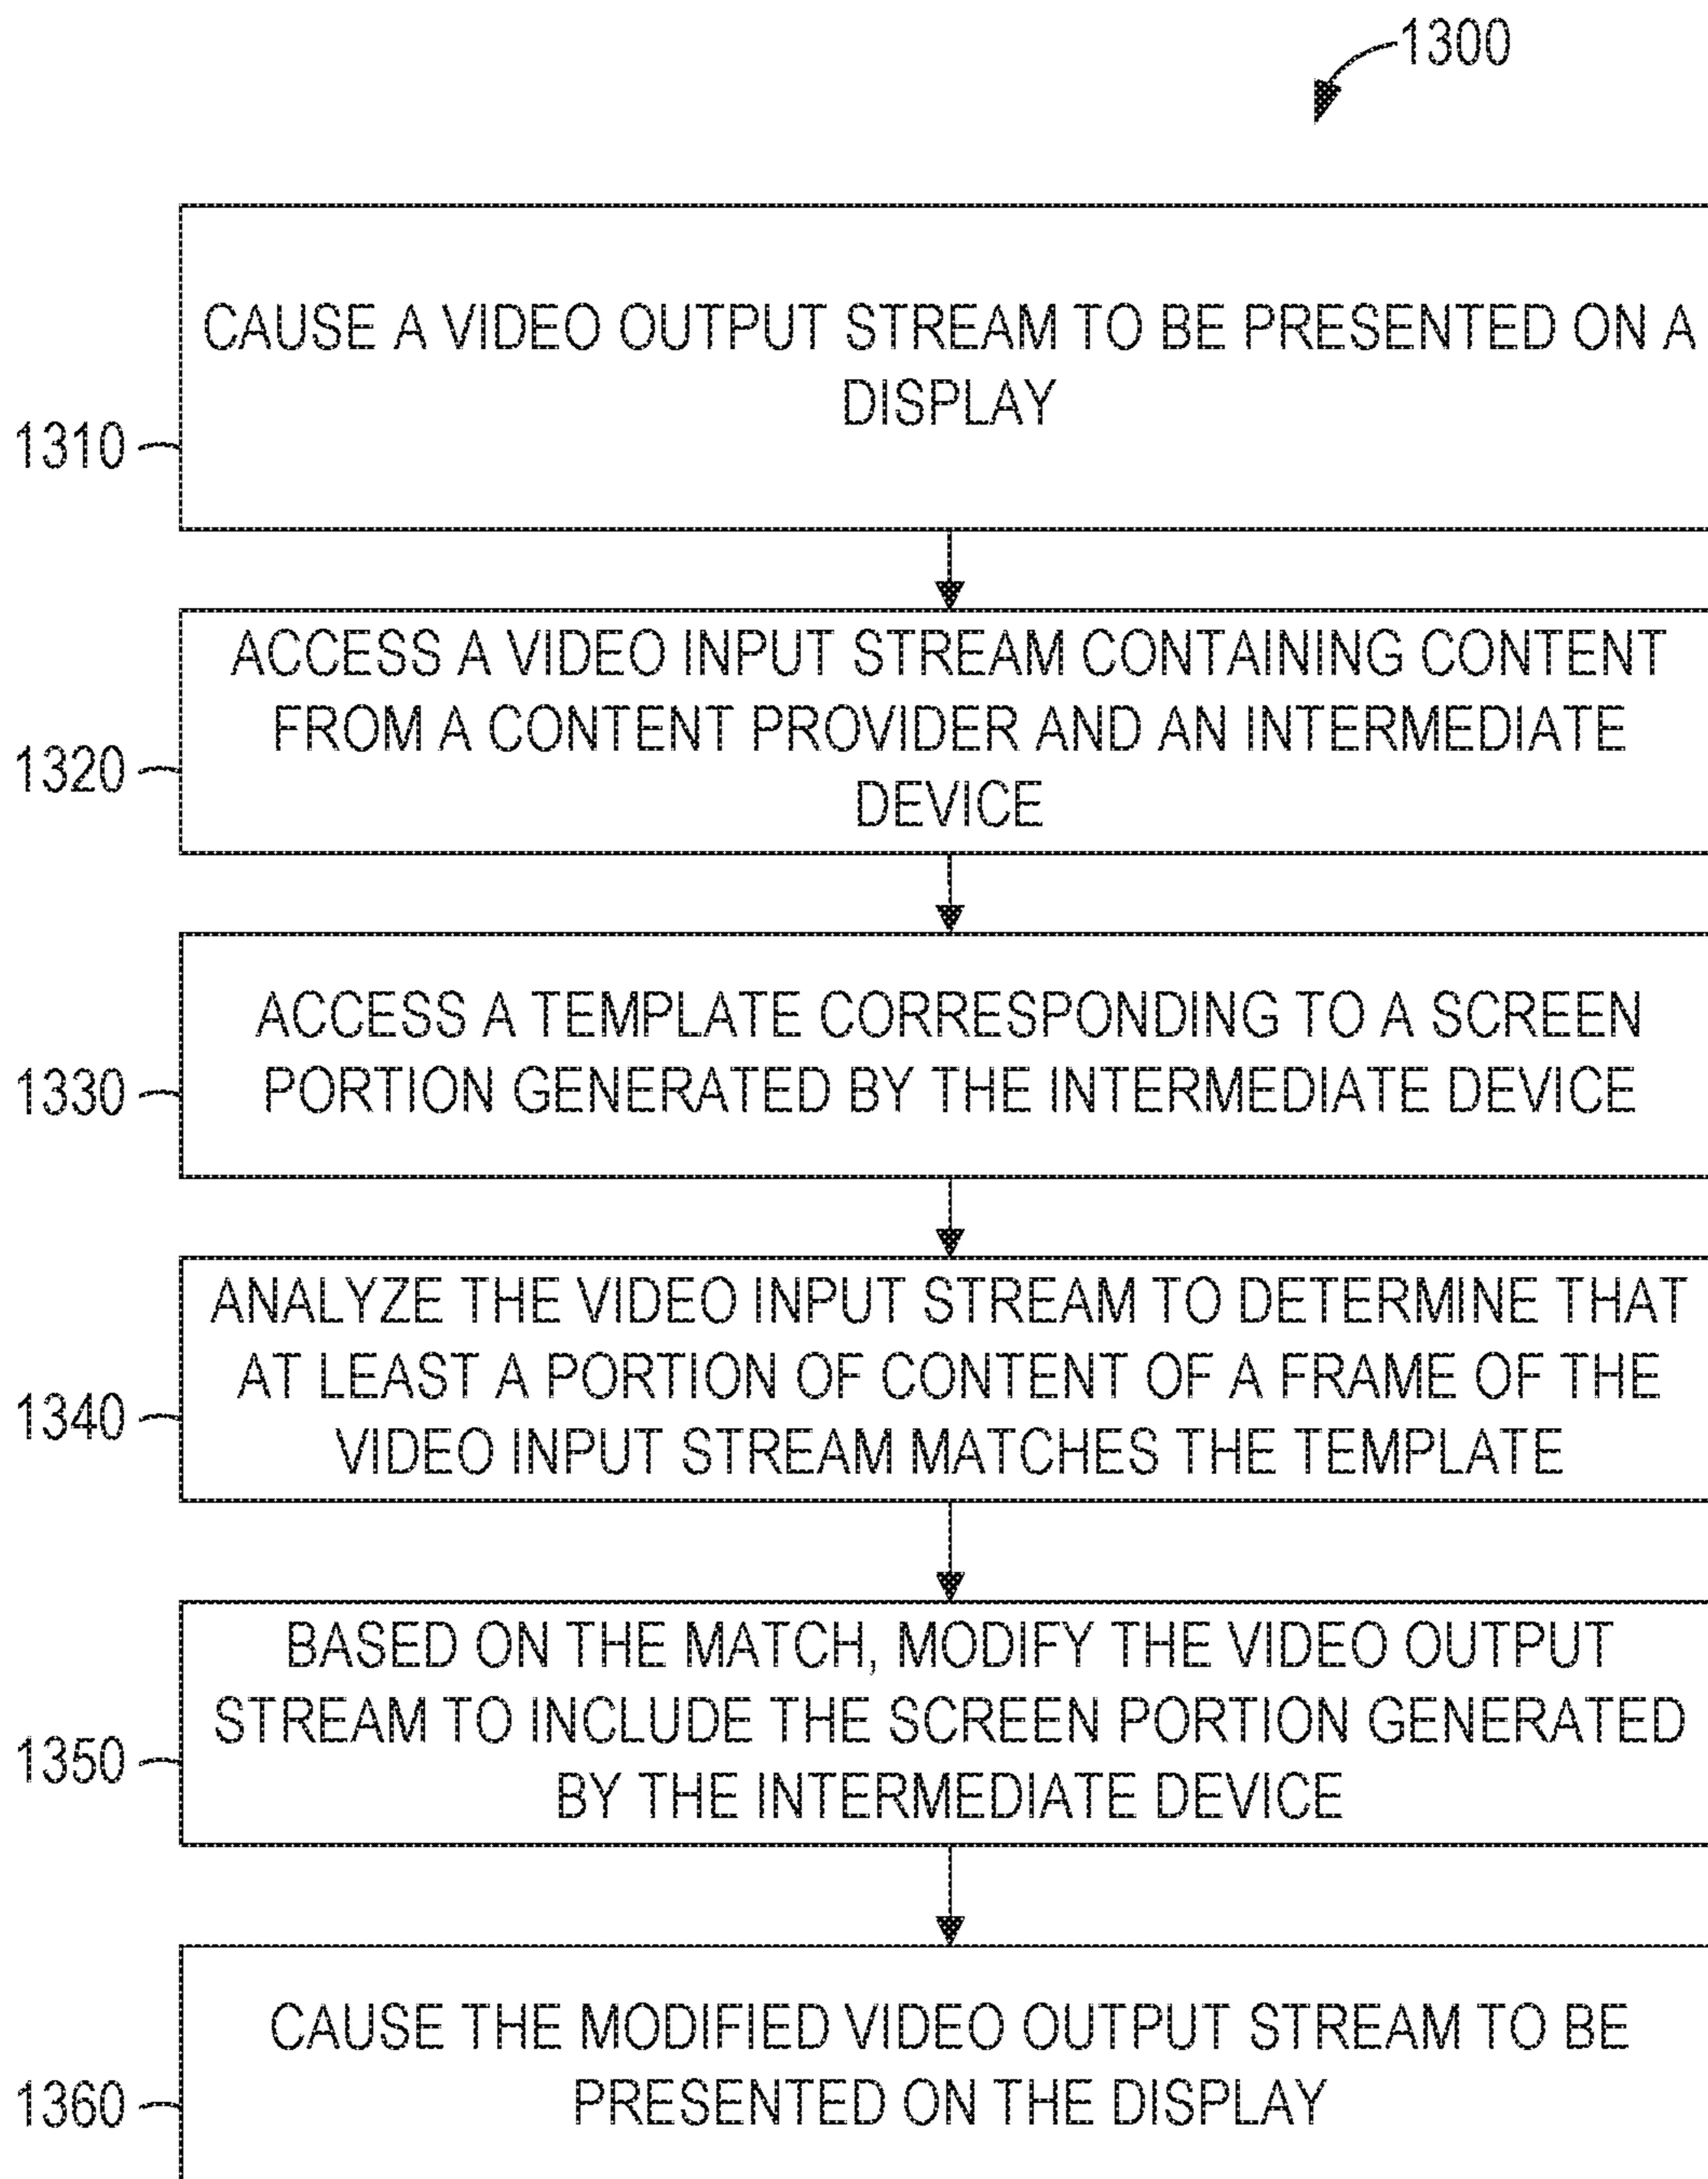 1300
CAUSE A VIDEO OUTPUT STREAM TO BE PRESENTED ON A
DISPLAY
1310
ACCESS A VIDEO INPUT STREAM CONTAINING CONTENT
FROM A CONTENT PROVIDER AND AN INTERMEDIATE
DEVICE
1320
ACCESS A TEMPLATE CORRESPONDING TO A SCREEN
PORTION GENERATED BY THE INTERMEDIATE DEVICE
1330
ANALYZE THE VIDEO INPUT STREAM TO DETERMINE THAT
AT LEAST A PORTION OF CONTENT OF A FRAME OF THE
VIDEO INPUT STREAM MATCHES THE TEMPLATE
1340
BASED ON THE MATCH, MODIFY THE VIDEO OUTPUT
STREAM TO INCLUDE THE SCREEN PORTION GENERATED
BY THE INTERMEDIATE DEVICE
1350
CAUSE THE MODIFIED VIDEO OUTPUT STREAM TO BE
PRESENTED ON THE DISPLAY
1360